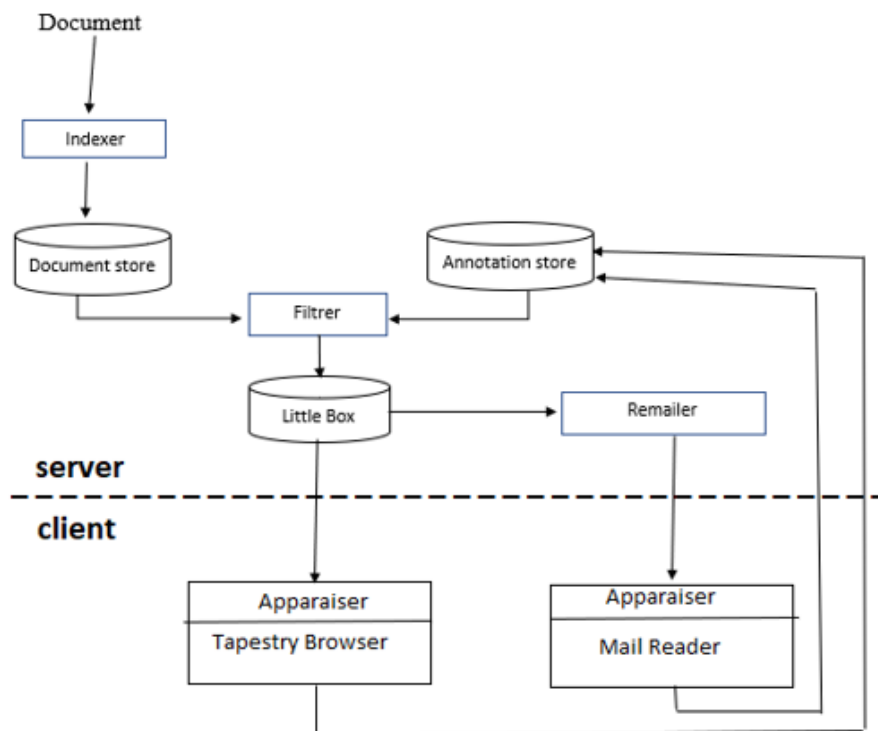 Document
Indexer
Document store
Annotation store
Filtrer
Little Box
Remailer
server
client
Apparaiser
Tapestry Browser
Apparaiser
Mail Reader